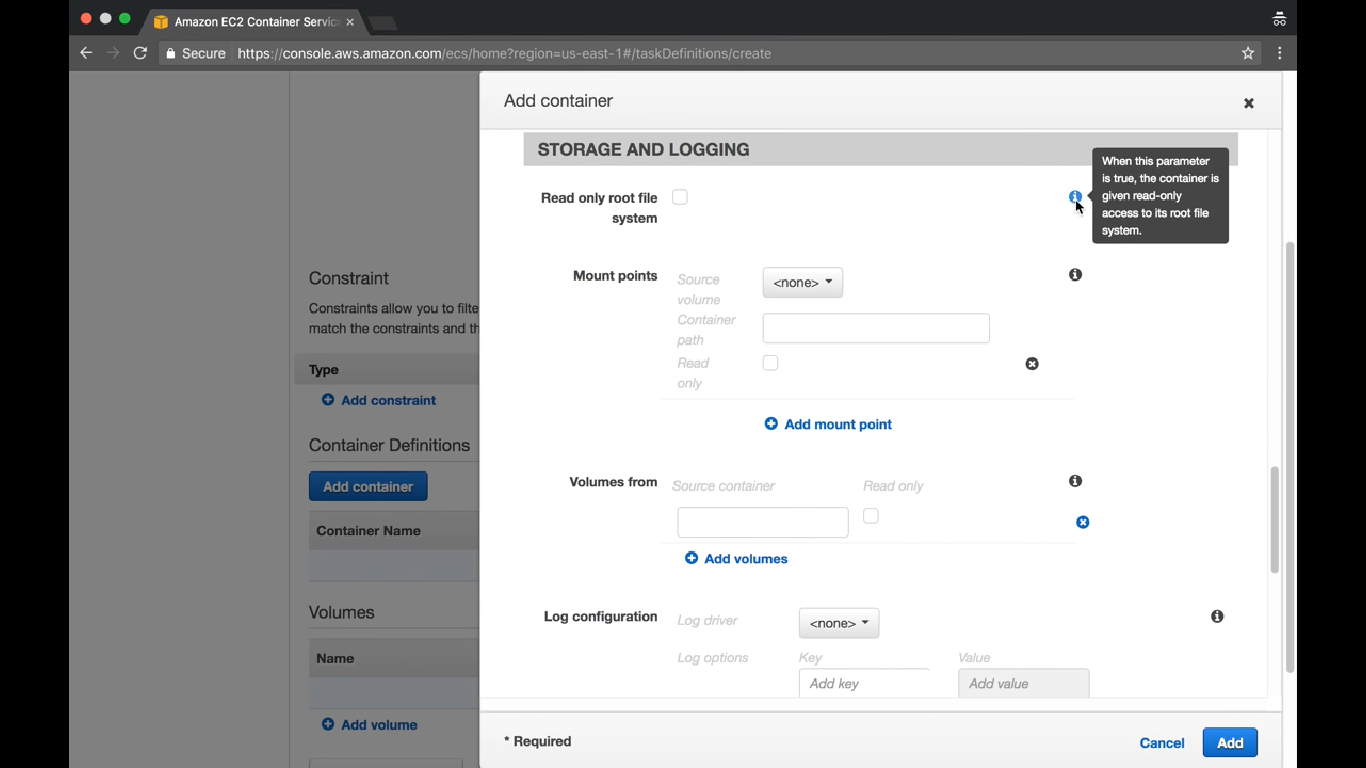 Amazon EC2 Container Servic
Secure https://console.aws.amazon.com/ecs/home?region=us-east-1#/taskDefinitions/create
Add container
STORAGE AND LOGGING
Read only root file
system
When this parameter
is true, the container is
given read-only
access to its root file
system.
Mount points
Source
volume
<none>
Container
path
Read
only
Add mount point
Volumes from
Source container
Read only
Add volumes
Log configuration
Log driver
<none>
Log options
Key
Value
Add key
Add value
* Required
Cancel
Add
Constraint
Constraints allow you to filte
match the constraints and th
Type
Add constraint
Container Definitions
Add container
Container Name
Volumes
Name
Add volume